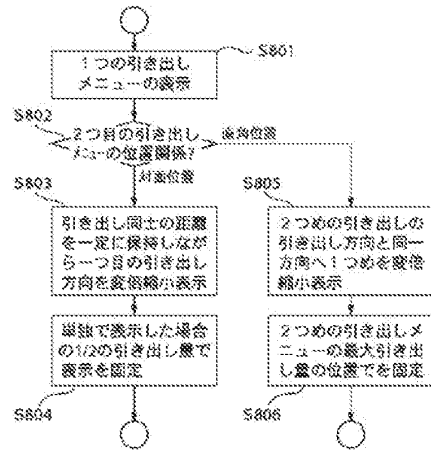 S801
1つの引き出し
メニューの表示
S802
2つ目の引き出し
メニューの位置関係?
直角位置
対面位置
S803
引き出し同士の距離
を一定に保持しなが
ら一つ目の引き出し
方向を変倍縮小表示
S805
2つめの引き出しの
引き出し方向と同一
方向へ1つめを変倍
縮小表示
単独で表示した場合
の1/2の引き出し量で
表示を固定
S804
2つめの引き出しメ
ニューの最大引き出
し量の位置でを固定
S806